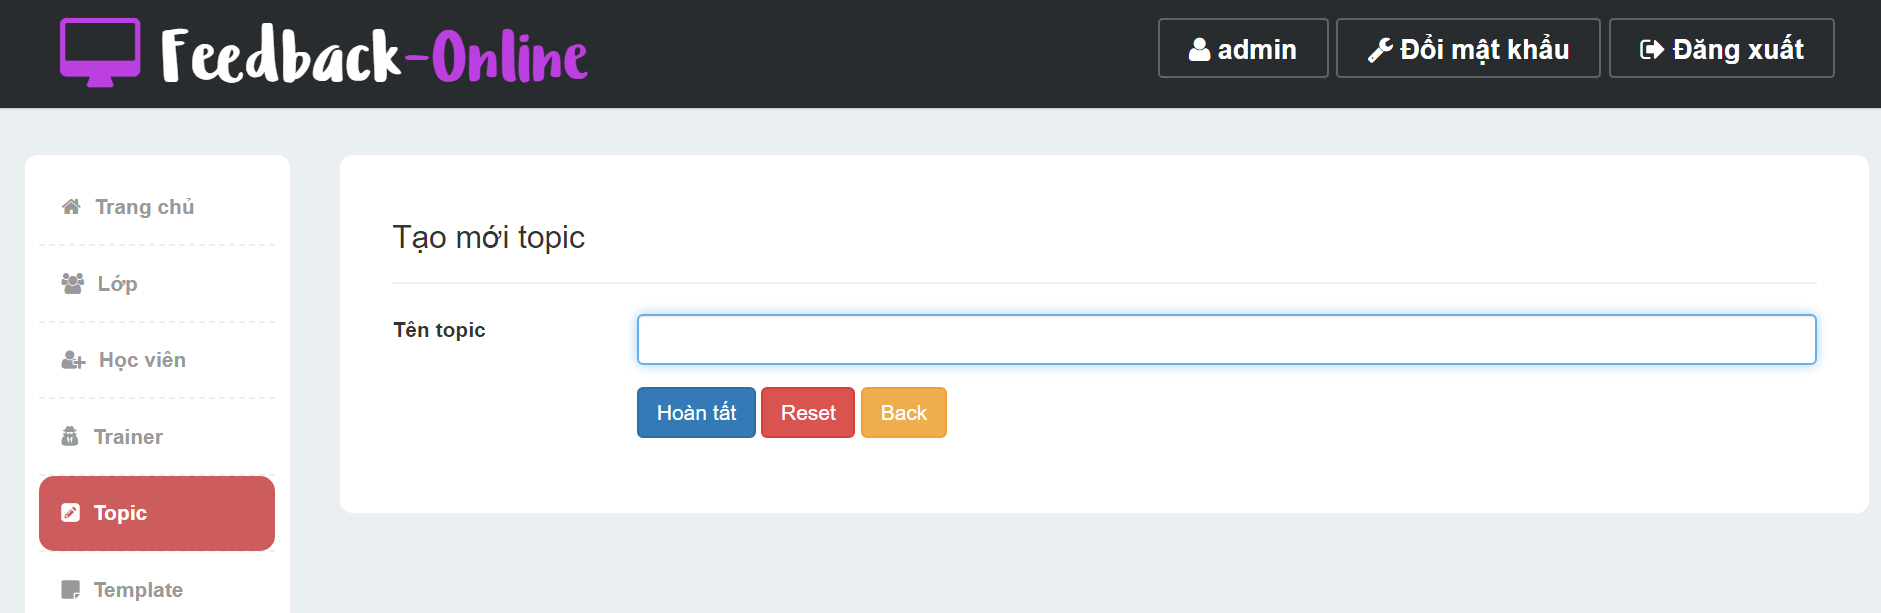 Feedback-Online
admin
Đổi mật khẩu
Đăng xuất
Trang chủ
Lớp
Học viên
Trainer
Topic
Template
Tạo mới topic
Tên topic
Hoàn tất
Reset
Back